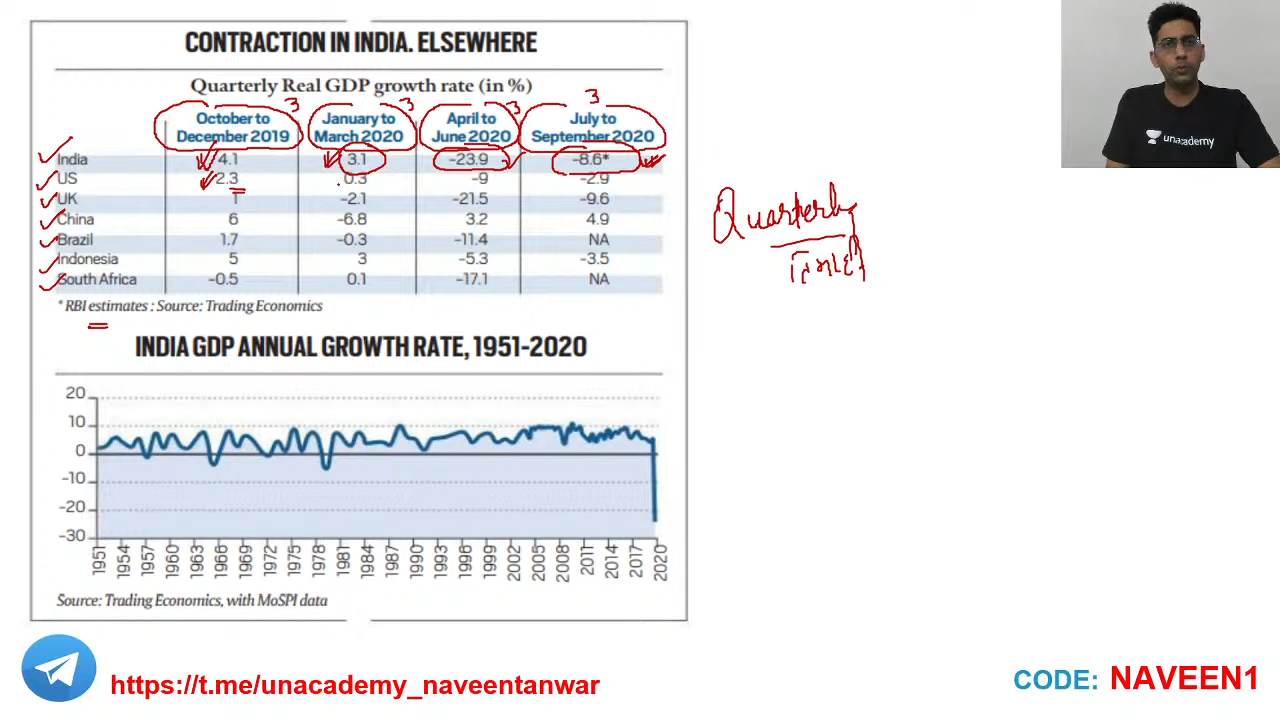 CONTRACTION IN INDIA. ELSEWHERE
Quarterly Real GDP growth rate (in %)
3 3 3 3
October to January to April to July to
December 2019 March 2020 June 2020 September 2020
India 4.1 3.1 -23.9 -8.6*
US 2.3 0.3 -9 -2.9
UK 1 -2.1 -21.5 -9.6
China 6 -6.8 3.2 4.9
Brazil 1.7 -0.3 -11.4 NA
Indonesia 5 3 -5.3 -3.5
South Africa -0.5 0.1 -17.1 NA
* RBI estimates : Source: Trading Economics
INDIA GDP ANNUAL GROWTH RATE, 1951-2020
20
10
0
-10
-20
-30
1951 1954 1957 1960 1963 1966 1969 1972 1975 1978 1981 1984 1987 1990 1993 1996 1999 2002 2005 2008 2011 2014 2017 2020
Source: Trading Economics, with MoSPI data
unacademy
Quarterly
https://t.me/unacademy_naveentanwar
CODE: NAVEEN1